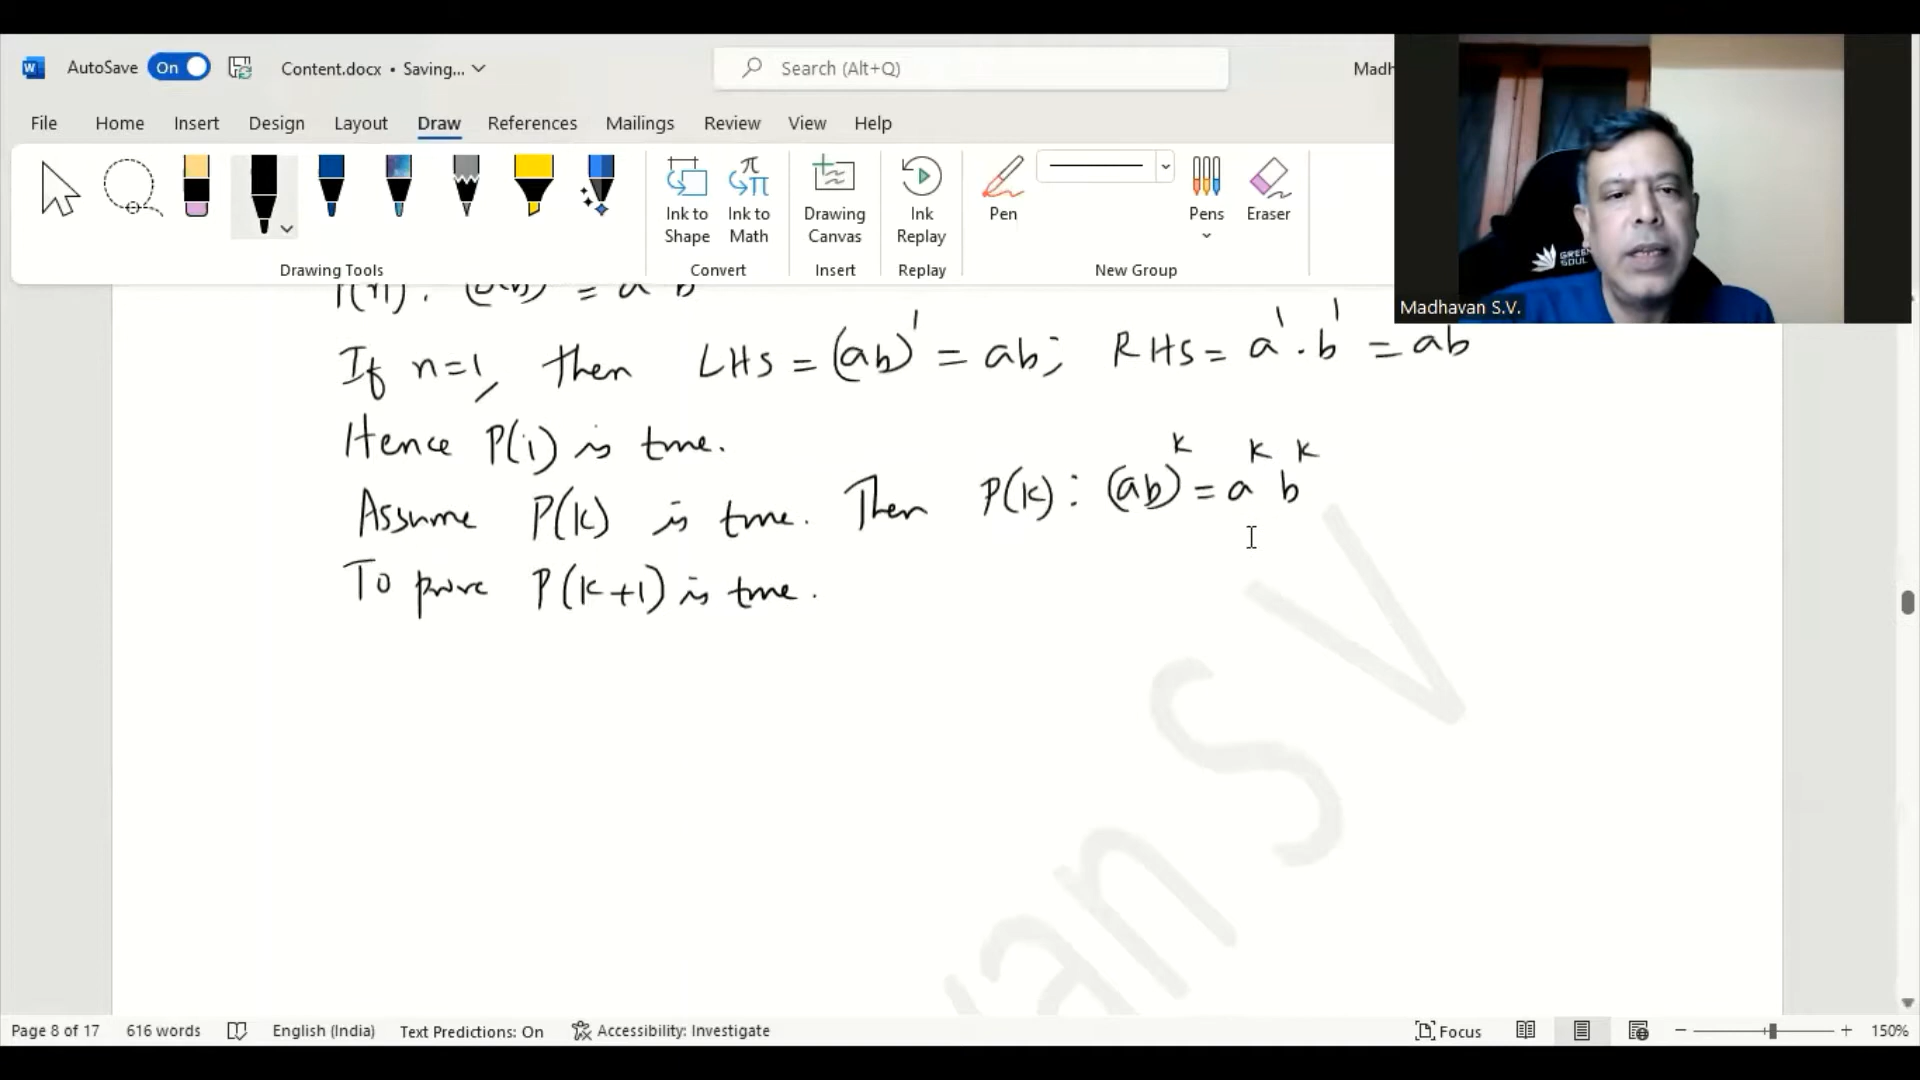 AutoSave On Content.docx • Saving... Search (Alt+Q) Madh
File Home Insert Design Layout Draw References Mailings Review View Help
Ink to Shape
Ink to Math
Drawing Canvas
Ink Replay
Pen
Pens
Eraser
Drawing Tools Convert Insert Replay New Group
GREEN SOUL
Madhavan S.V.
P(n): (ab) = a b
If n=1, then LHS = (ab)¹ = ab; RHS = a¹·b¹ = ab
Hence P(1) is true.
Assume P(k) is true. Then P(k): (ab)ᵏ = aᵏ bᵏ
To prove P(k+1) is true.
van S V
Page 8 of 17 616 words English (India) Text Predictions: On Accessibility: Investigate Focus 150%